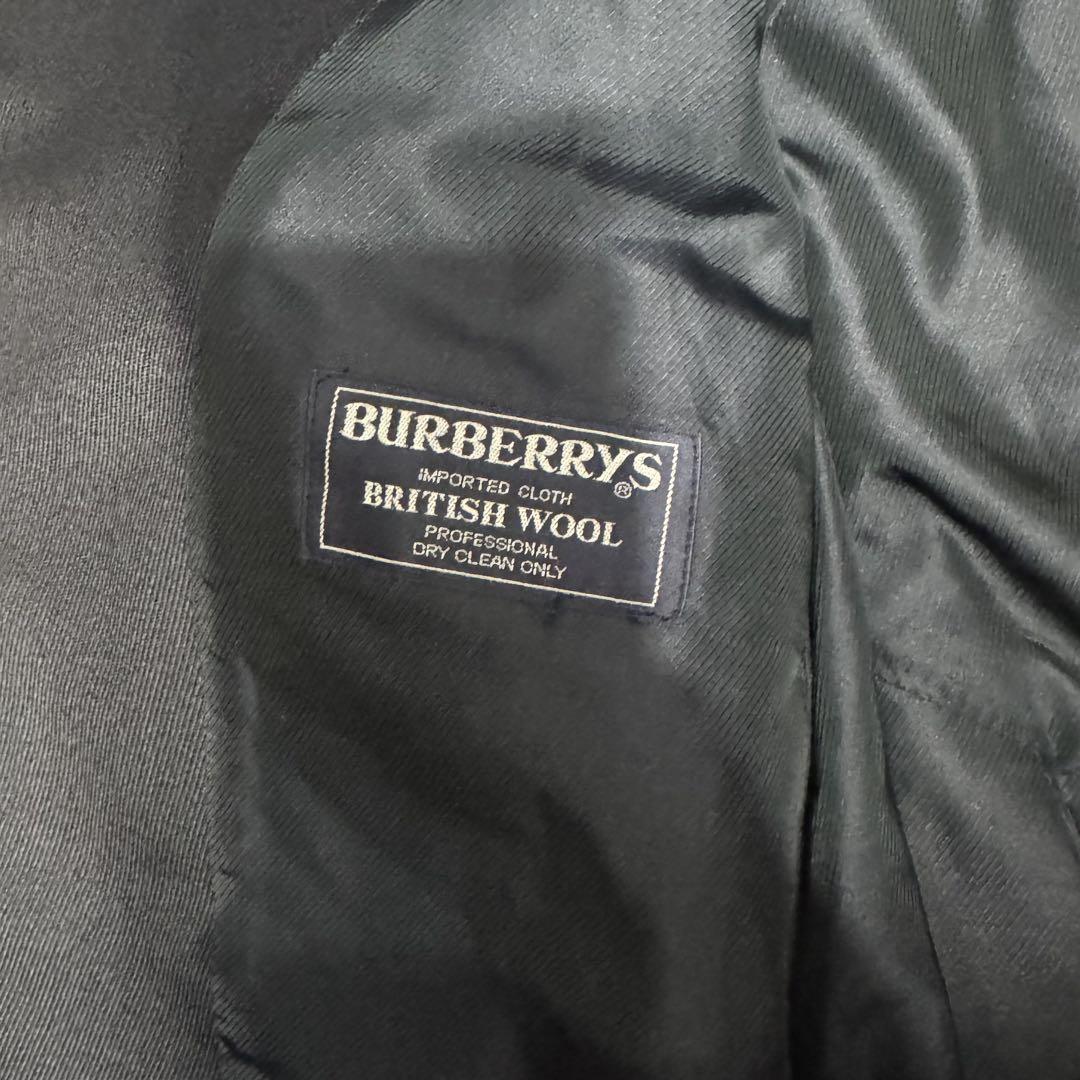 BURBERRYS®
IMPORTED CLOTH
BRITISH WOOL
PROFESSIONAL
DRY CLEAN ONLY